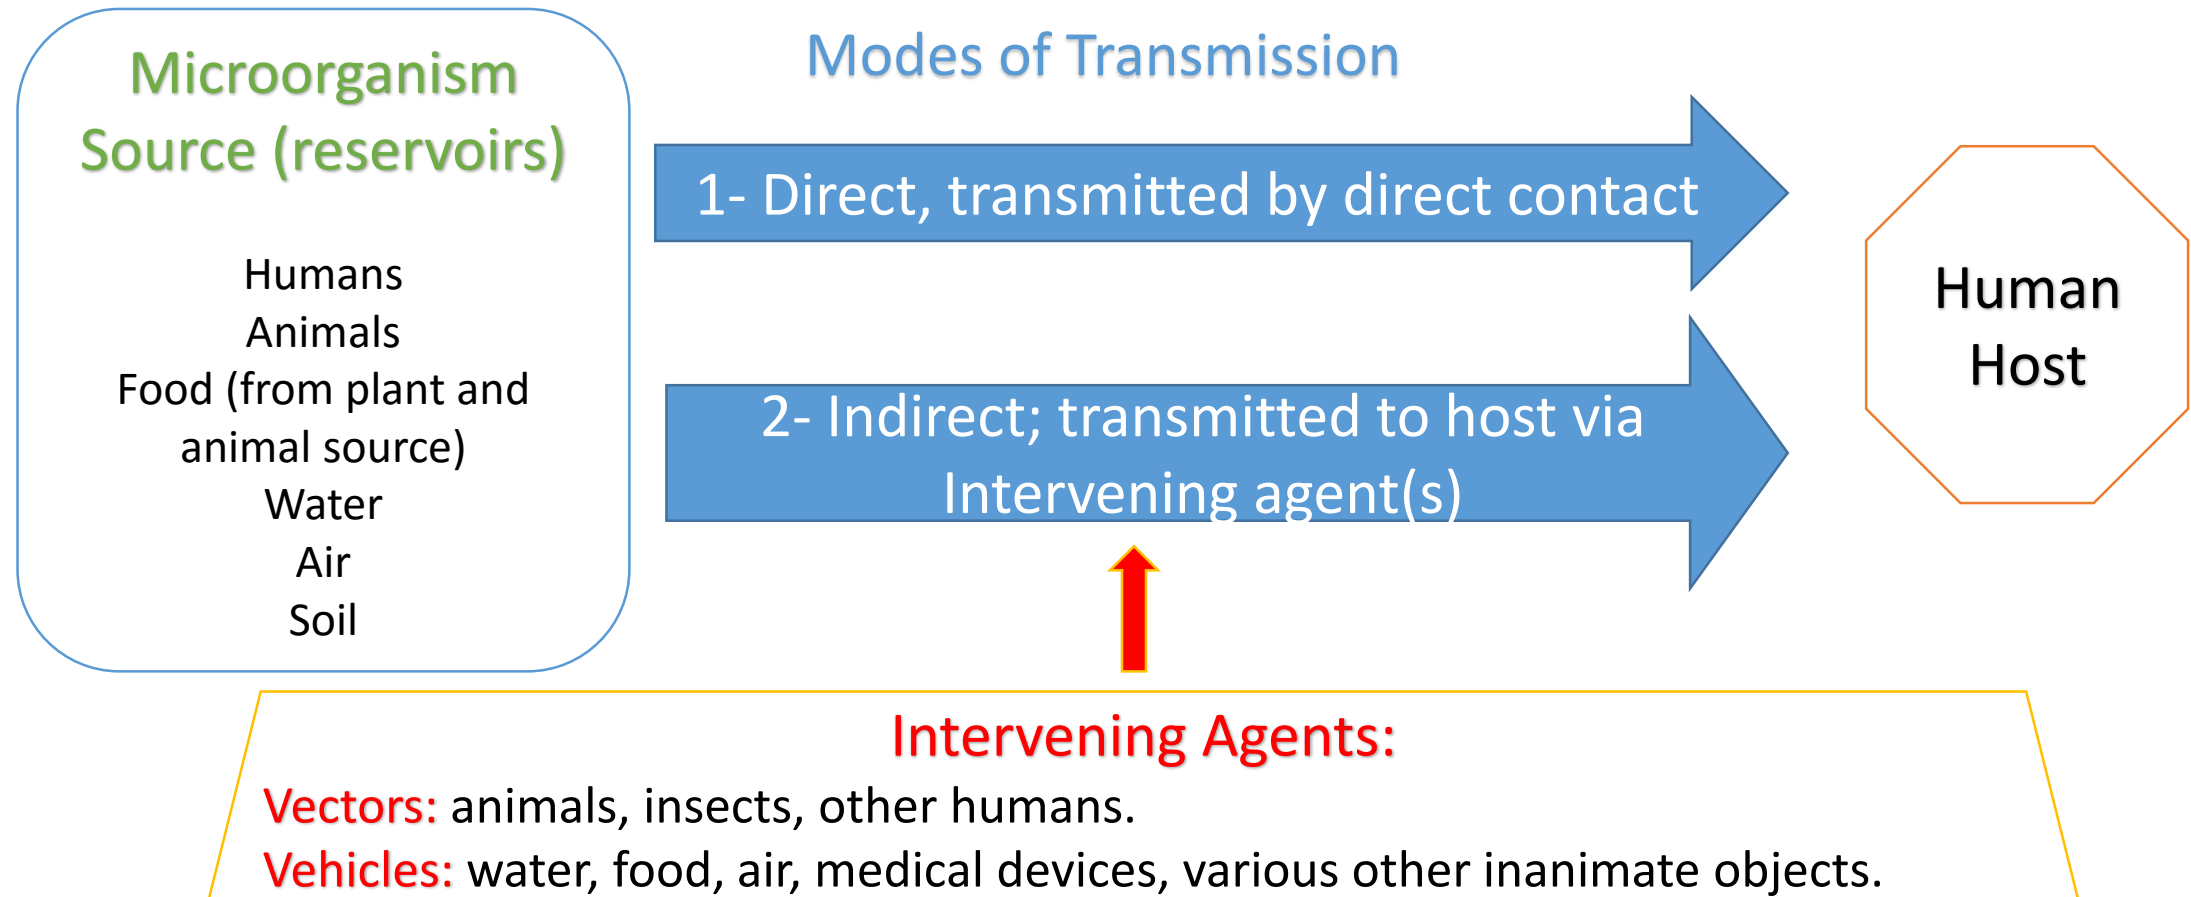 Microorganism
Source (reservoirs)
Humans
Animals
Food (from plant and
animal source)
Water
Air
Soil
Modes of Transmission
1- Direct, transmitted by direct contact
2- Indirect; transmitted to host via
Intervening agent(s)
Human
Host
Intervening Agents:
Vectors: animals, insects, other humans.
Vehicles: water, food, air, medical devices, various other inanimate objects.